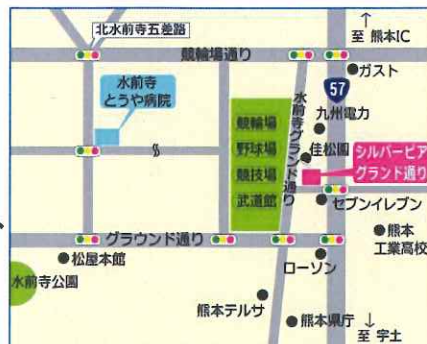 北水前寺五差路
↑
至 熊本IC
競輪場通り
ガスト
57
水前寺
とうや病院
九州電力
水前寺グランド通り
競輪場
野球場
競技場
武道館
佳松園
シルバーピア
グランド通り
セブンイレブン
グラウンド通り
熊本
工業高校
松屋本館
ローソン
水前寺公園
熊本テルサ
熊本県庁
↓
至 宇土